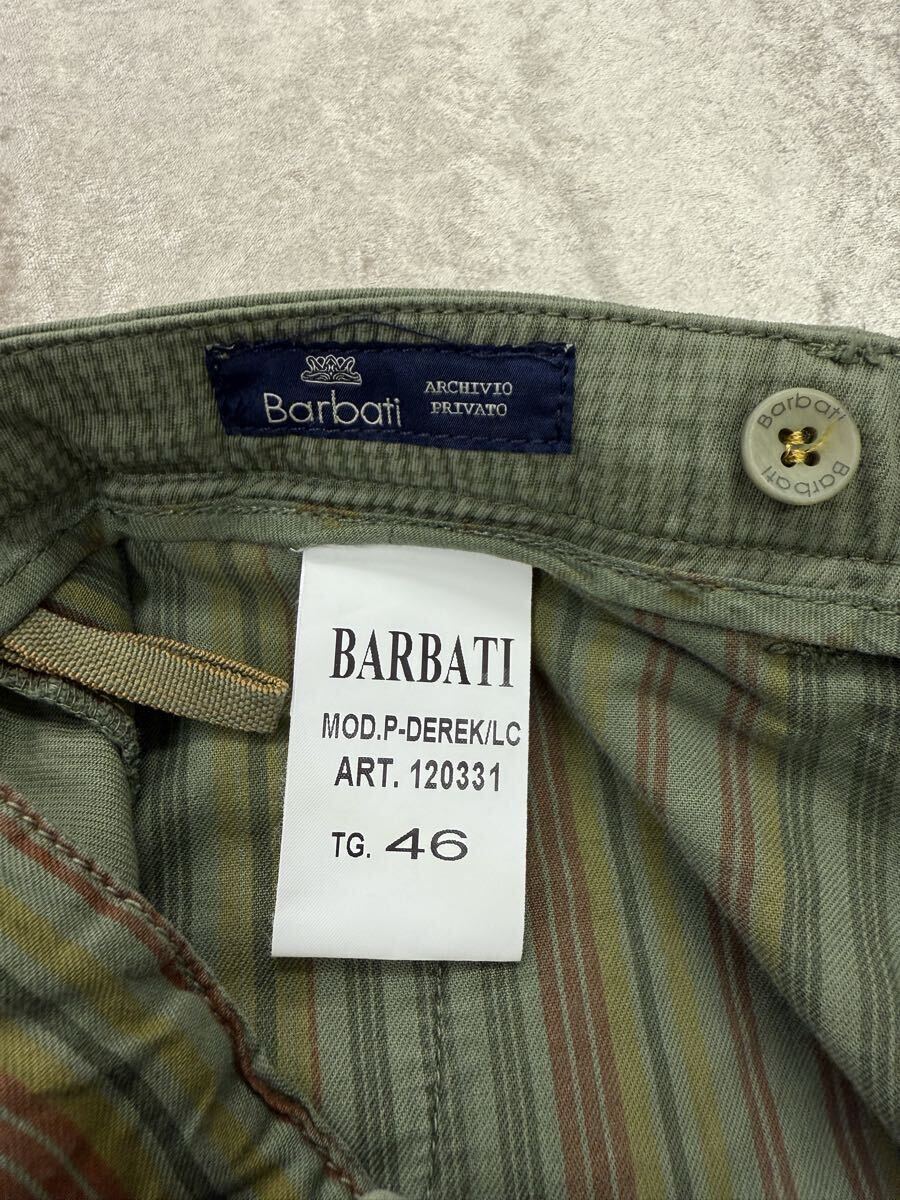 Barbati
ARCHIVIO
PRIVATO
Barbati
Barbati
BARBATI
MOD.P-DEREK/LC
ART. 120331
TG. 46